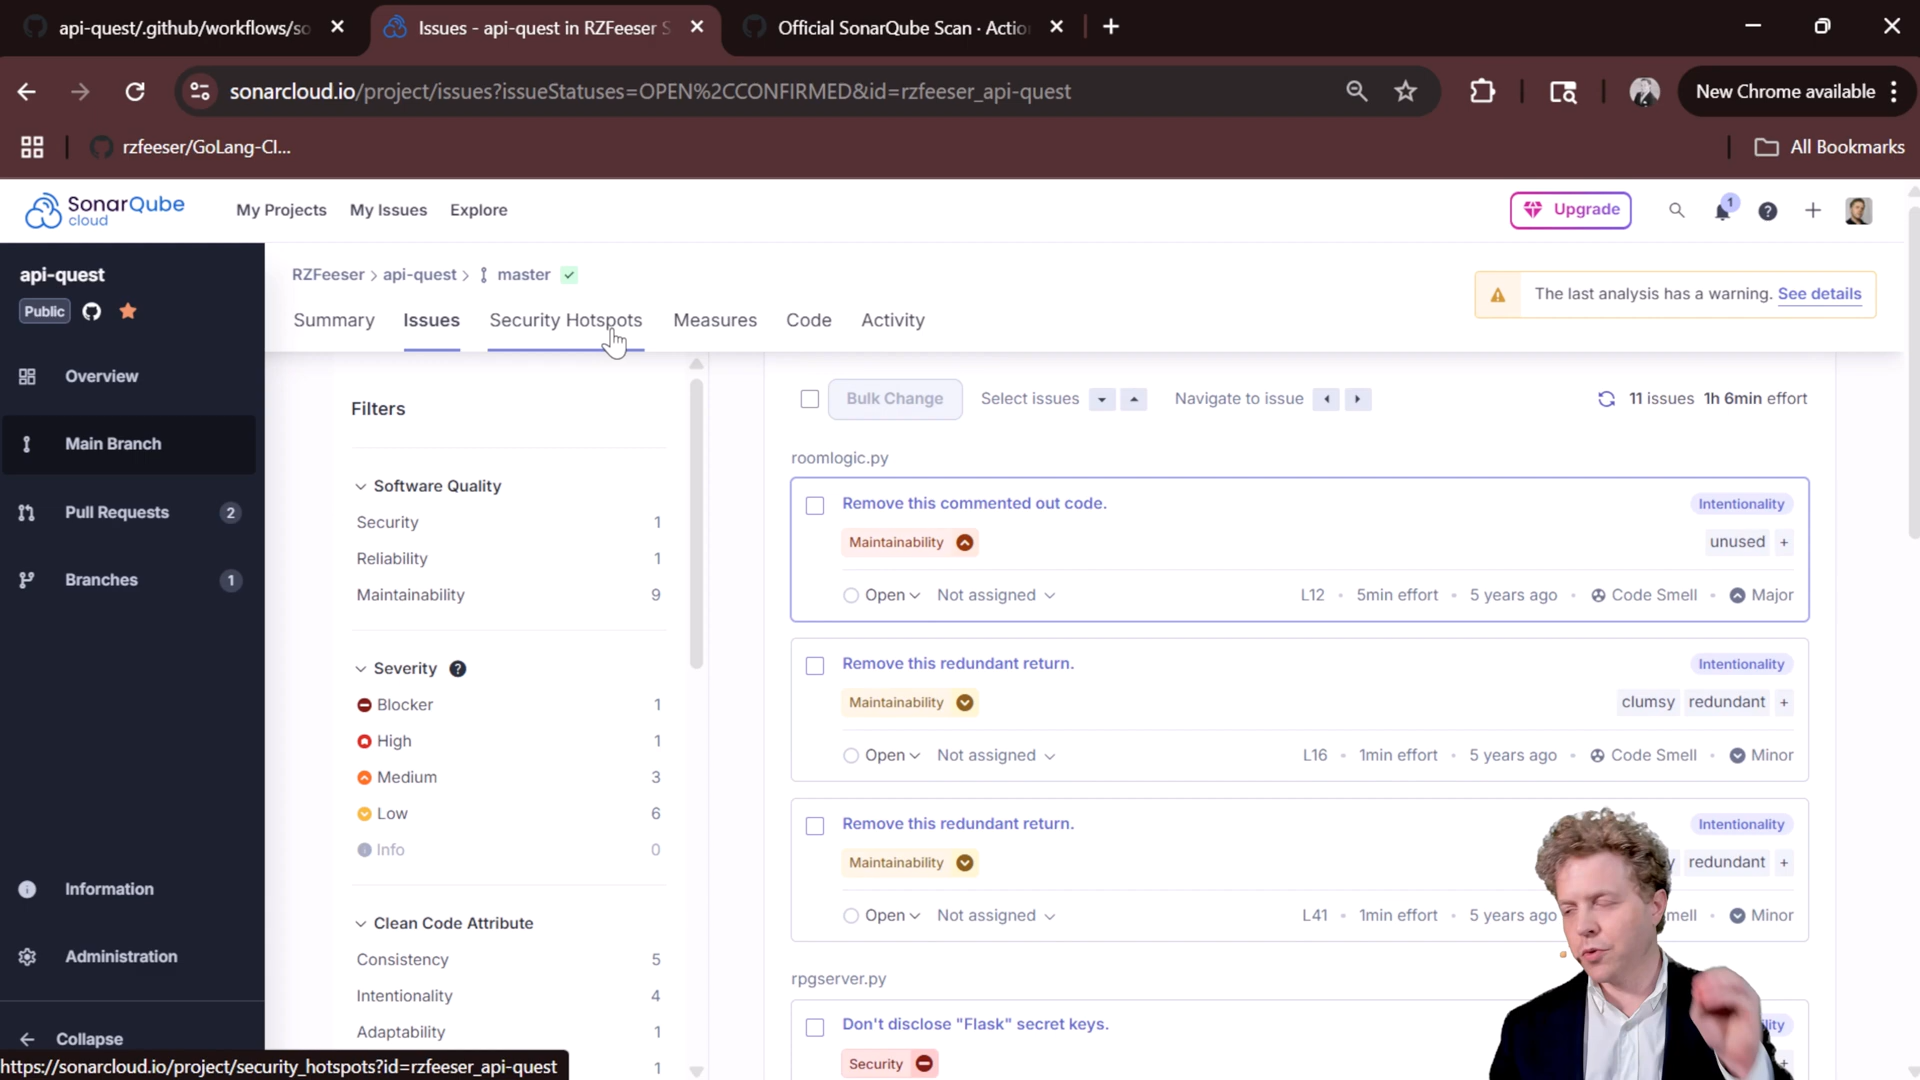 api-quest/.github/workflows/so
Issues - api-quest in RZFeeser S
Official SonarQube Scan · Actio
sonarcloud.io/project/issues?issueStatuses=OPEN%2CCONFIRMED&id=rzfeeser_api-quest
New Chrome available
rzfeeser/GoLang-Cl...
All Bookmarks
SonarQube cloud
My Projects My Issues Explore
Upgrade
1
api-quest
Public
RZFeeser > api-quest > master
The last analysis has a warning. See details
Summary Issues Security Hotspots Measures Code Activity
Overview
Main Branch
Pull Requests 2
Branches 1
Information
Administration
Collapse
Filters
Software Quality
Security 1
Reliability 1
Maintainability 9
Severity ?
Blocker 1
High 1
Medium 3
Low 6
Info 0
Clean Code Attribute
Consistency 5
Intentionality 4
Adaptability 1
1
Bulk Change Select issues Navigate to issue 11 issues 1h 6min effort
roomlogic.py
Remove this commented out code. Intentionality
Maintainability unused +
Open Not assigned L12 • 5min effort • 5 years ago • Code Smell • Major
Remove this redundant return. Intentionality
Maintainability clumsy redundant +
Open Not assigned L16 • 1min effort • 5 years ago • Code Smell • Minor
Remove this redundant return. Intentionality
Maintainability redundant +
Open Not assigned L41 • 1min effort • 5 years ago mell • Minor
rpgserver.py
Don't disclose "Flask" secret keys.
Security +
https://sonarcloud.io/project/security_hotspots?id=rzfeeser_api-quest